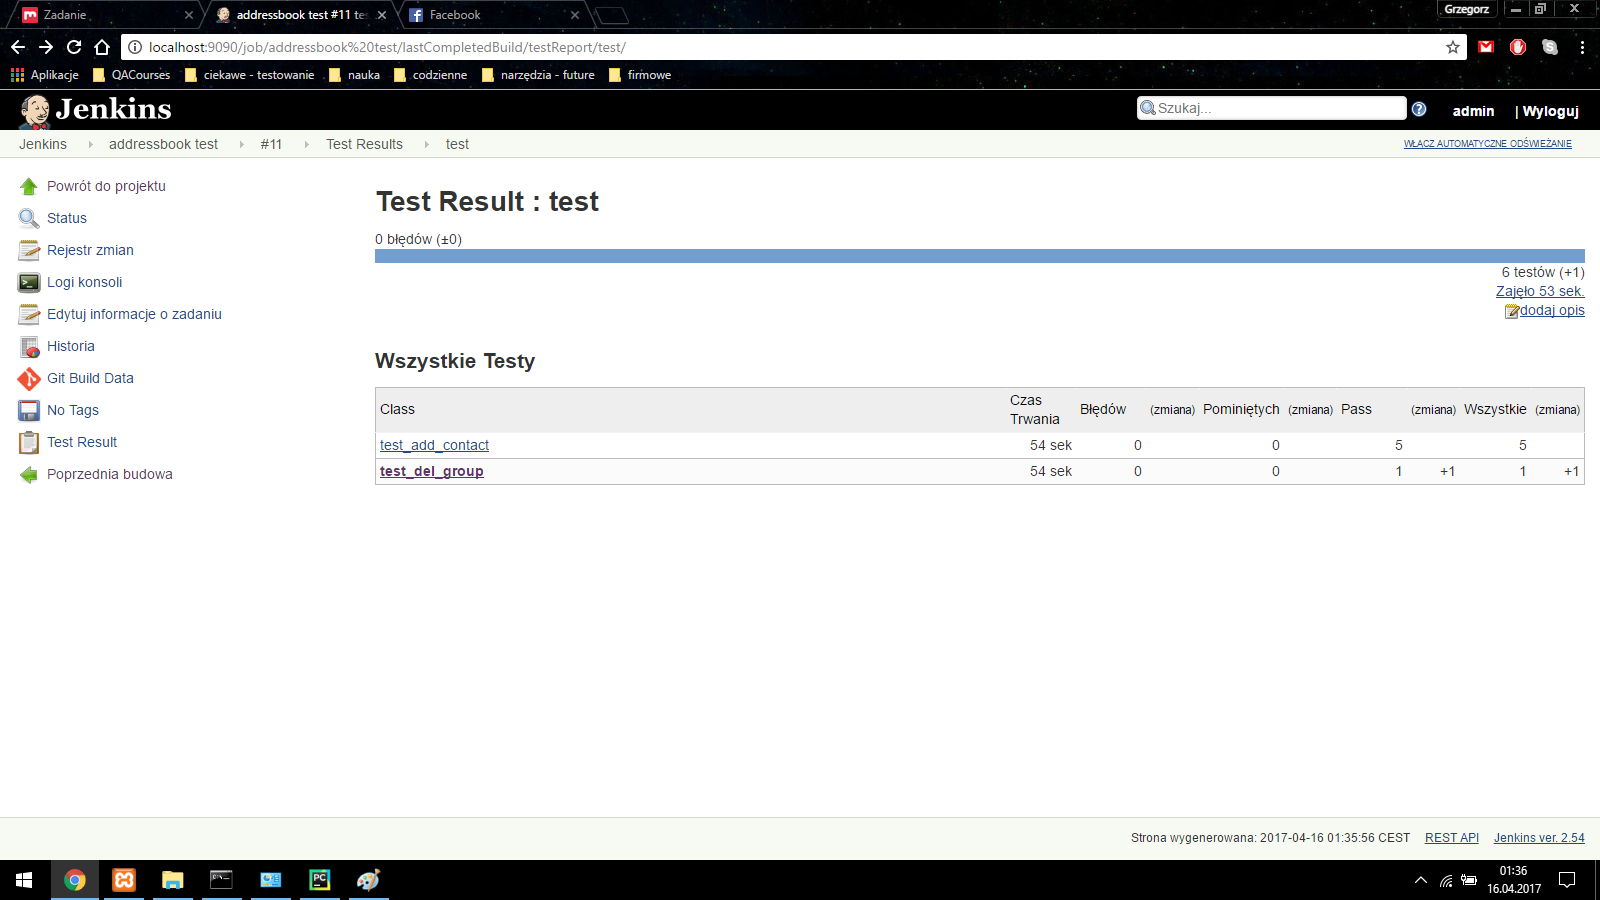 Zadanie
addressbook test #11 te
Facebook
Grzegorz
localhost:9090/job/addressbook%20test/lastCompletedBuild/testReport/test/
Aplikacje QACourses ciekawe - testowanie nauka codzienne narzędzia - future firmowe
Jenkins
Szukaj...
admin | Wyloguj
Jenkins addressbook test #11 Test Results test
WŁĄCZ AUTOMATYCZNE ODŚWIEŻANIE
Powrót do projektu
Status
Rejestr zmian
Logi konsoli
Edytuj informacje o zadaniu
Historia
Git Build Data
No Tags
Test Result
Poprzednia budowa
Test Result : test
0 błędów (±0)
6 testów (+1)
Zajęło 53 sek.
dodaj opis
Wszystkie Testy
Class Czas Trwania Błędów (zmiana) Pominiętych (zmiana) Pass (zmiana) Wszystkie (zmiana)
test_add_contact 54 sek 0 0 5 5
test_del_group 54 sek 0 0 1 +1 1 +1
Strona wygenerowana: 2017-04-16 01:35:56 CEST REST API Jenkins ver. 2.54
PC
01:36
16.04.2017